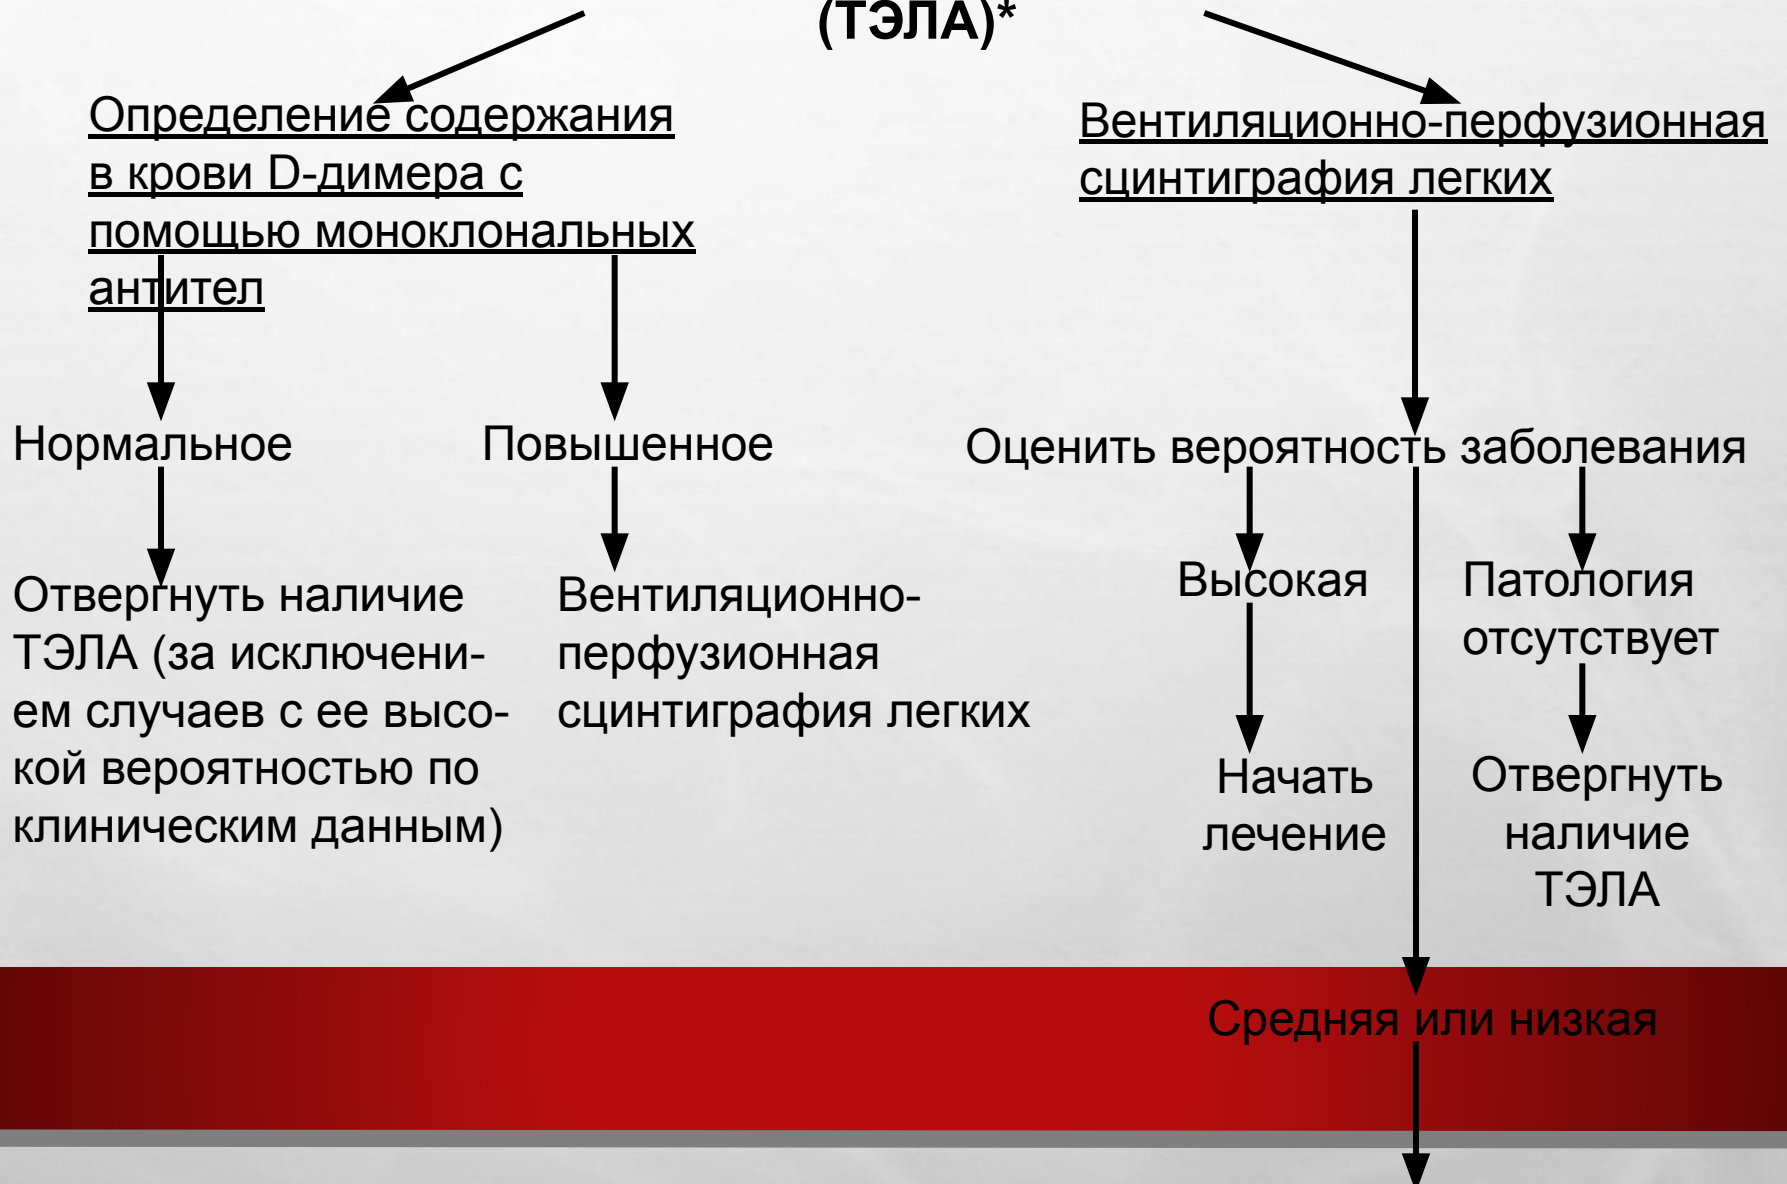 (ТЭЛА)*
Определение содержания
в крови D-димера с
помощью моноклональных
антител
Вентиляционно-перфузионная
сцинтиграфия легких
Нормальное
Повышенное
Оценить вероятность заболевания
Отвергнуть наличие
ТЭЛА (за исключени-
ем случаев с ее высо-
кой вероятностью по
клиническим данным)
Вентиляционно-
перфузионная
сцинтиграфия легких
Высокая
Патология
отсутствует
Начать
лечение
Отвергнуть
наличие
ТЭЛА
Средняя или низкая